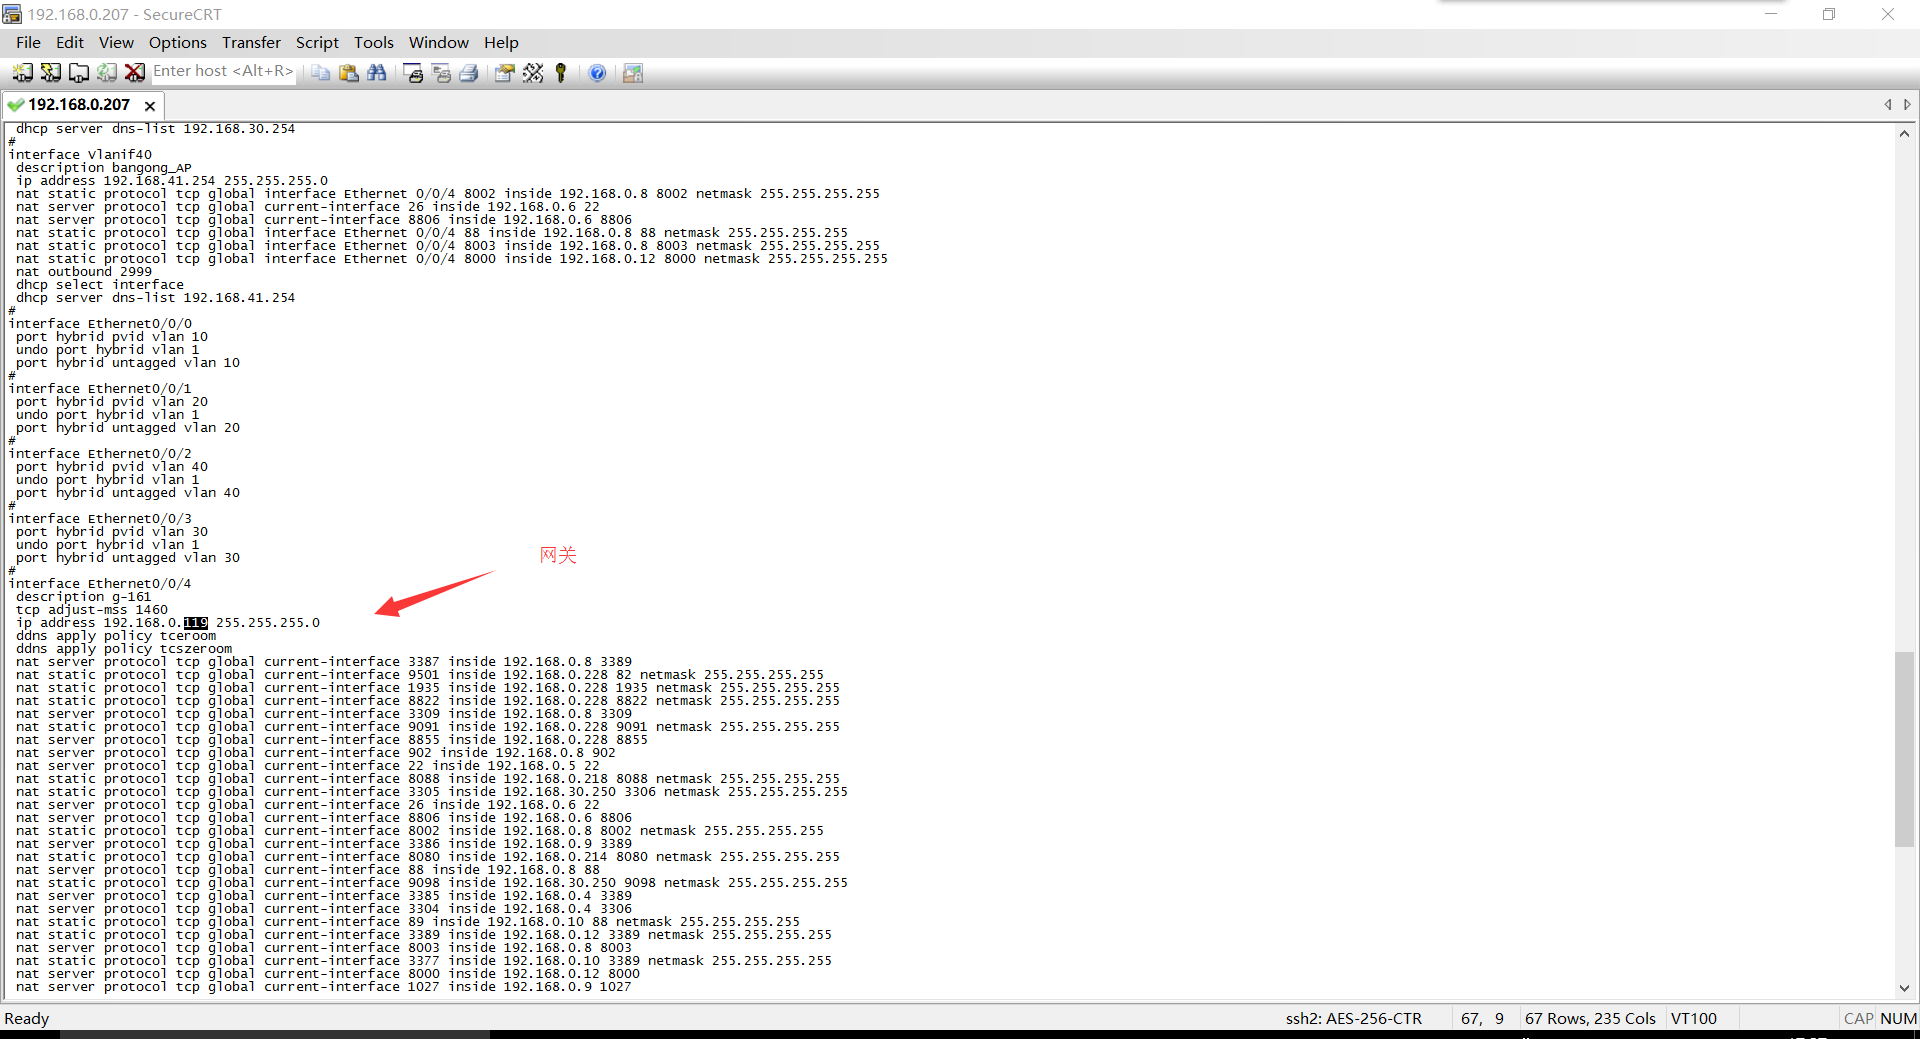 192.168.0.207 - SecureCRT
File Edit View Options Transfer Script Tools Window Help
Enter host <Alt+R>
192.168.0.207
dhcp server dns-list 192.168.30.254
#
interface Vlanif40
description bangong_AP
ip address 192.168.41.254 255.255.255.0
nat static protocol tcp global interface Ethernet 0/0/4 8002 inside 192.168.0.8 8002 netmask 255.255.255.255
nat server protocol tcp global current-interface 26 inside 192.168.0.6 22
nat server protocol tcp global current-interface 8806 inside 192.168.0.6 8806
nat static protocol tcp global interface Ethernet 0/0/4 88 inside 192.168.0.8 88 netmask 255.255.255.255
nat static protocol tcp global interface Ethernet 0/0/4 8003 inside 192.168.0.8 8003 netmask 255.255.255.255
nat static protocol tcp global interface Ethernet 0/0/4 8000 inside 192.168.0.12 8000 netmask 255.255.255.255
nat outbound 2999
dhcp select interface
dhcp server dns-list 192.168.41.254
#
interface Ethernet0/0/0
port hybrid pvid vlan 10
undo port hybrid vlan 1
port hybrid untagged vlan 10
#
interface Ethernet0/0/1
port hybrid pvid vlan 20
undo port hybrid vlan 1
port hybrid untagged vlan 20
#
interface Ethernet0/0/2
port hybrid pvid vlan 40
undo port hybrid vlan 1
port hybrid untagged vlan 40
#
interface Ethernet0/0/3
port hybrid pvid vlan 30
undo port hybrid vlan 1
port hybrid untagged vlan 30
网关
#
interface Ethernet0/0/4
description g-161
tcp adjust-mss 1460
ip address 192.168.0.119 255.255.255.0
ddns apply policy tceroom
ddns apply policy tcszeroom
nat server protocol tcp global current-interface 3387 inside 192.168.0.8 3389
nat static protocol tcp global current-interface 9501 inside 192.168.0.228 82 netmask 255.255.255.255
nat static protocol tcp global current-interface 1935 inside 192.168.0.228 1935 netmask 255.255.255.255
nat static protocol tcp global current-interface 8822 inside 192.168.0.228 8822 netmask 255.255.255.255
nat server protocol tcp global current-interface 3309 inside 192.168.0.8 3309
nat static protocol tcp global current-interface 9091 inside 192.168.0.228 9091 netmask 255.255.255.255
nat server protocol tcp global current-interface 8855 inside 192.168.0.228 8855
nat server protocol tcp global current-interface 902 inside 192.168.0.8 902
nat server protocol tcp global current-interface 22 inside 192.168.0.5 22
nat static protocol tcp global current-interface 8088 inside 192.168.0.218 8088 netmask 255.255.255.255
nat static protocol tcp global current-interface 3305 inside 192.168.30.250 3306 netmask 255.255.255.255
nat server protocol tcp global current-interface 26 inside 192.168.0.6 22
nat server protocol tcp global current-interface 8806 inside 192.168.0.6 8806
nat static protocol tcp global current-interface 8002 inside 192.168.0.8 8002 netmask 255.255.255.255
nat server protocol tcp global current-interface 3386 inside 192.168.0.9 3389
nat static protocol tcp global current-interface 8080 inside 192.168.0.214 8080 netmask 255.255.255.255
nat server protocol tcp global current-interface 88 inside 192.168.0.8 88
nat static protocol tcp global current-interface 9098 inside 192.168.30.250 9098 netmask 255.255.255.255
nat server protocol tcp global current-interface 3385 inside 192.168.0.4 3389
nat server protocol tcp global current-interface 3304 inside 192.168.0.4 3306
nat static protocol tcp global current-interface 89 inside 192.168.0.10 88 netmask 255.255.255.255
nat static protocol tcp global current-interface 3389 inside 192.168.0.12 3389 netmask 255.255.255.255
nat server protocol tcp global current-interface 8003 inside 192.168.0.8 8003
nat static protocol tcp global current-interface 3377 inside 192.168.0.10 3389 netmask 255.255.255.255
nat server protocol tcp global current-interface 8000 inside 192.168.0.12 8000
nat server protocol tcp global current-interface 1027 inside 192.168.0.9 1027
Ready ssh2: AES-256-CTR 67, 9 67 Rows, 235 Cols VT100 CAP NUM